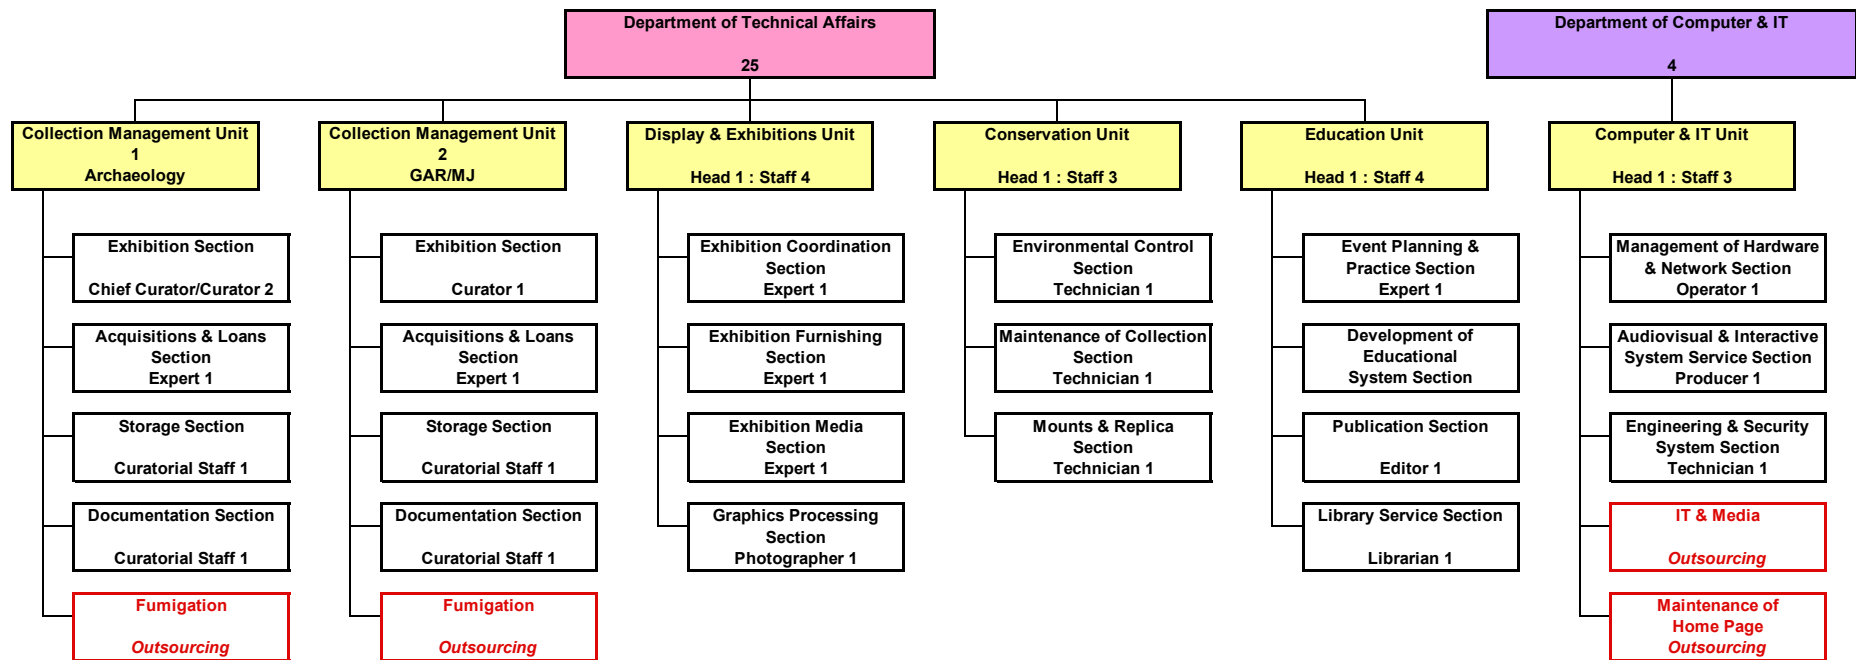 Department of Technical Affairs
25
Department of Computer & IT
4
Collection Management Unit
1
Archaeology
Collection Management Unit
2
GAR/MJ
Display & Exhibitions Unit
Head 1 : Staff 4
Conservation Unit
Head 1 : Staff 3
Education Unit
Head 1 : Staff 4
Computer & IT Unit
Head 1 : Staff 3
Exhibition Section
Chief Curator/Curator 2
Acquisitions & Loans
Section
Expert 1
Storage Section
Curatorial Staff 1
Documentation Section
Curatorial Staff 1
Fumigation
Outsourcing
Exhibition Section
Curator 1
Acquisitions & Loans
Section
Expert 1
Storage Section
Curatorial Staff 1
Documentation Section
Curatorial Staff 1
Fumigation
Outsourcing
Exhibition Coordination
Section
Expert 1
Exhibition Furnishing
Section
Expert 1
Exhibition Media
Section
Expert 1
Graphics Processing
Section
Photographer 1
Environmental Control
Section
Technician 1
Maintenance of Collection
Section
Technician 1
Mounts & Replica
Section
Technician 1
Event Planning &
Practice Section
Expert 1
Development of
Educational
System Section
Publication Section
Editor 1
Library Service Section
Librarian 1
Management of Hardware
& Network Section
Operator 1
Audiovisual & Interactive
System Service Section
Producer 1
Engineering & Security
System Section
Technician 1
IT & Media
Outsourcing
Maintenance of
Home Page
Outsourcing